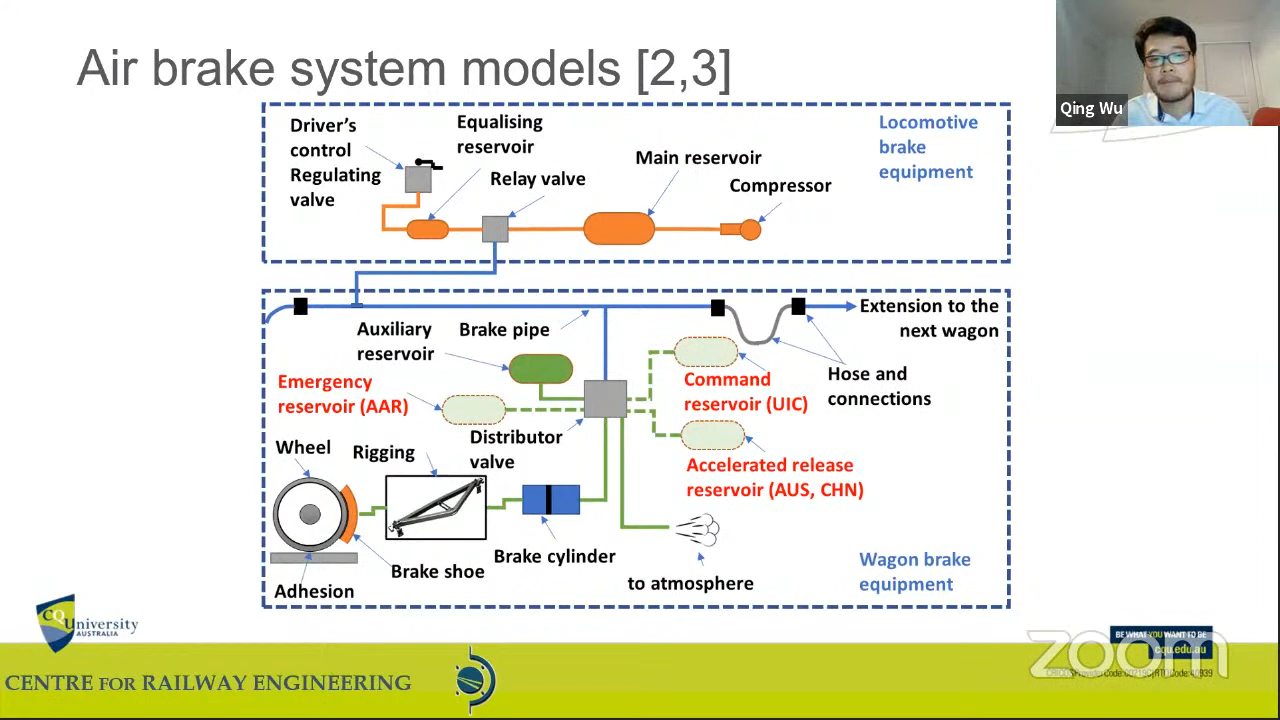 Air brake system models [2,3]
Qing Wu
Driver's
control
Regulating
valve
Equalising
reservoir
Relay valve
Main reservoir
Compressor
Locomotive
brake
equipment
Extension to the
next wagon
Auxiliary
reservoir
Brake pipe
Emergency
reservoir (AAR)
Command
reservoir (UIC)
Hose and
connections
Wheel
Rigging
Distributor
valve
Accelerated release
reservoir (AUS, CHN)
Brake cylinder
Brake shoe
Adhesion
to atmosphere
Wagon brake
equipment
CQUniversity
AUSTRALIA
CENTRE FOR RAILWAY ENGINEERING
BE WHAT YOU WANT TO BE
cqu.edu.au
zoom